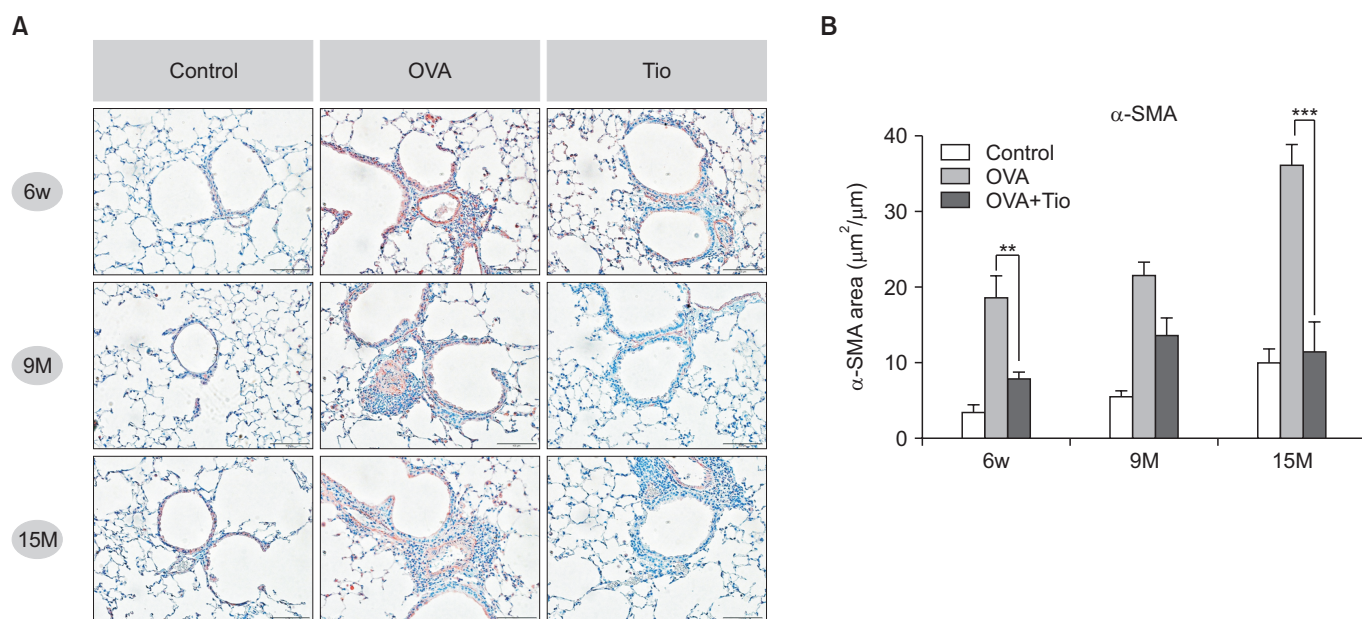 A
Control OVA Tio
6w
9M
15M
B
α-SMA
***
40
Control
OVA
OVA+Tio
30
**
20
10
0
α-SMA area (μm²/μm)
6w 9M 15M